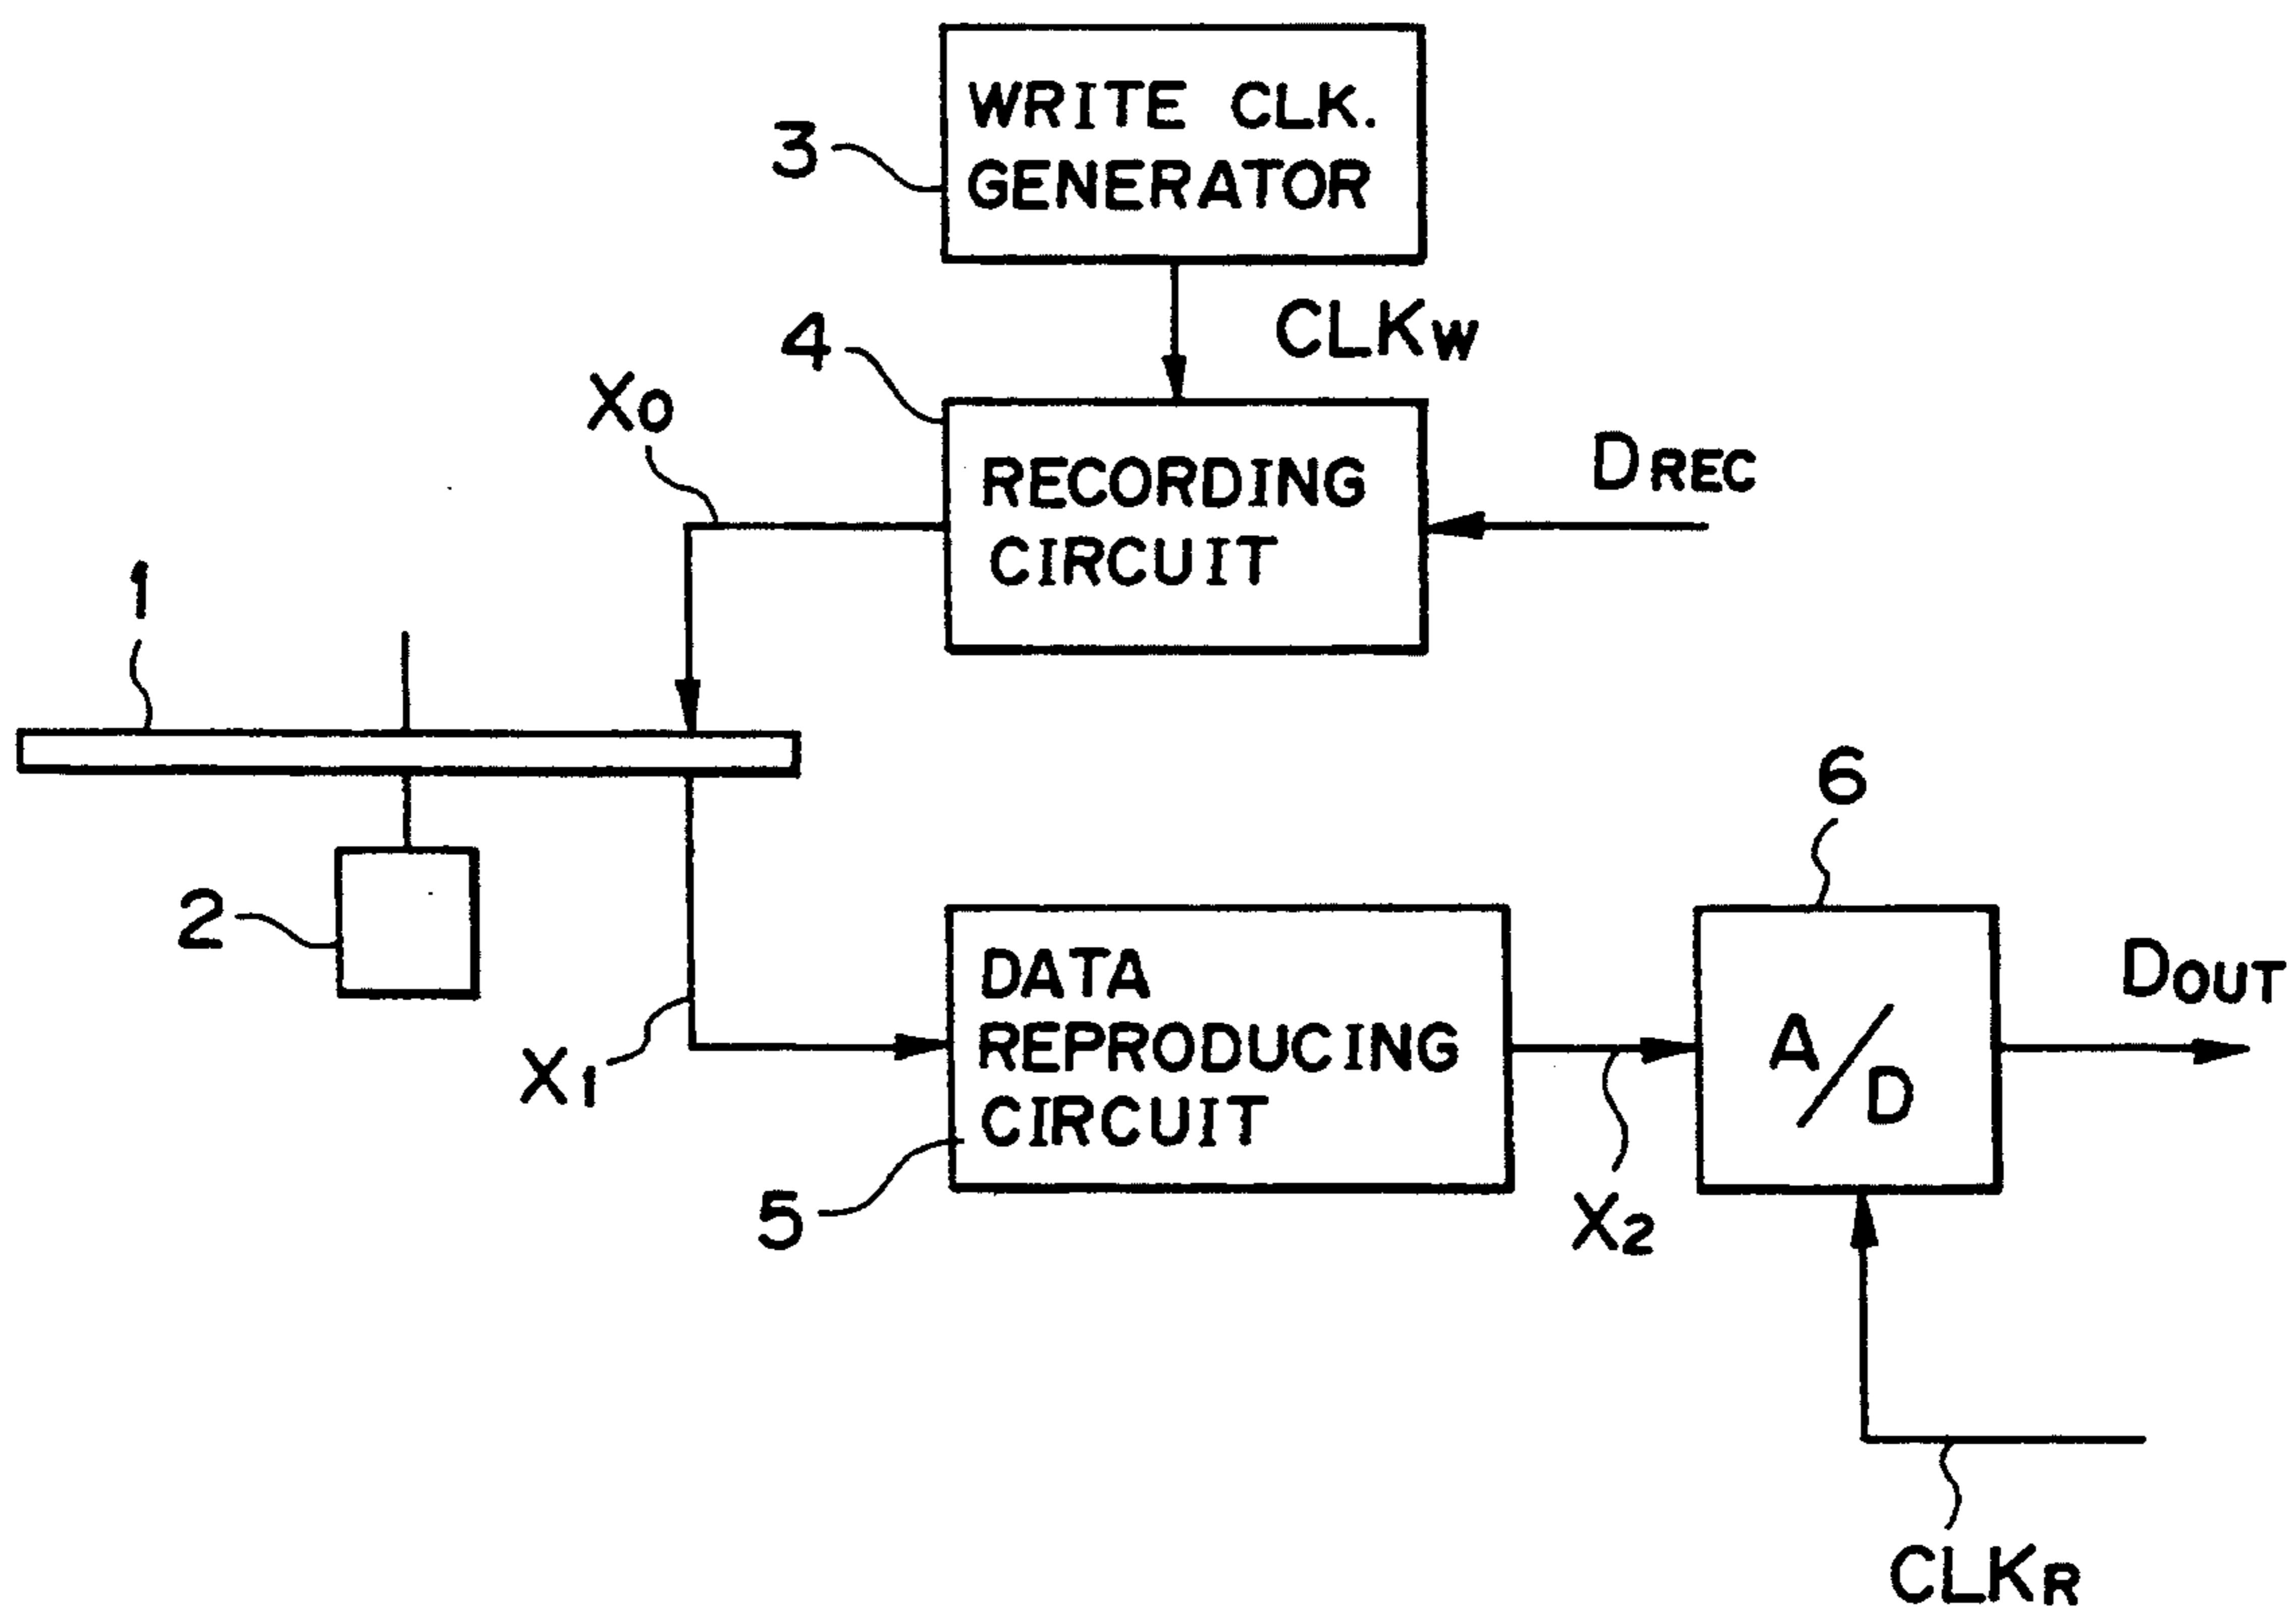 WRITE CLK.
GENERATOR
3
CLKW
4
X0
RECORDING
CIRCUIT
DREC
1
2
6
DATA
REPRODUCING
CIRCUIT
A/D
DOUT
X1
5
X2
CLKR